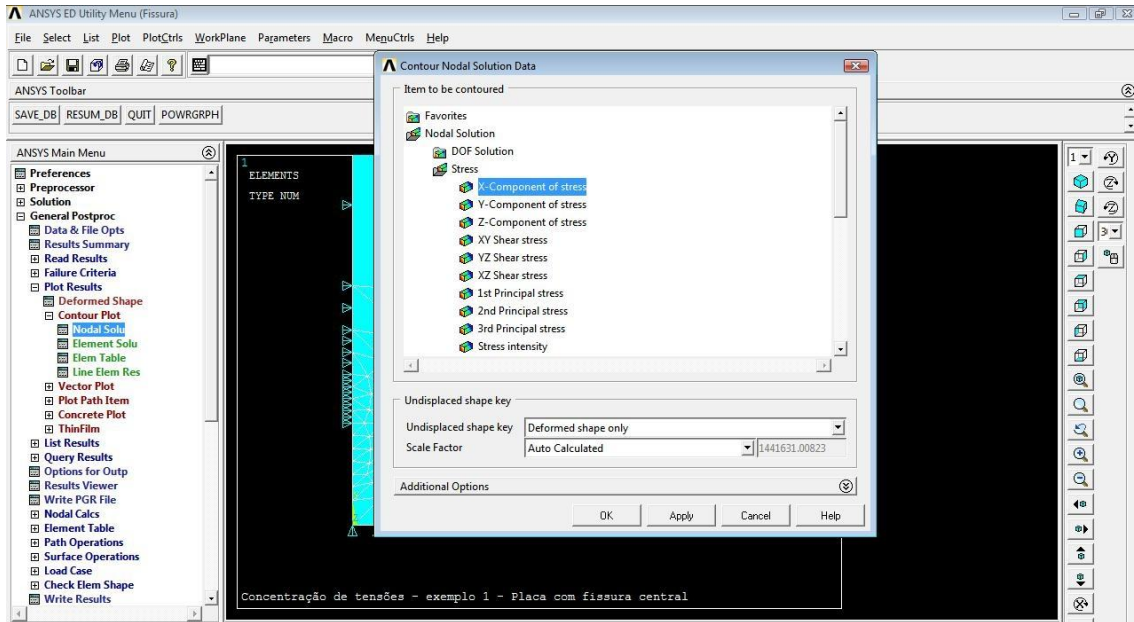 ANSYS ED Utility Menu (Fissura)
File Select List Plot PlotCtrls WorkPlane Parameters Macro MenuCtrls Help
ANSYS Toolbar
SAVE_DB RESUM_DB QUIT POWRGRPH
ANSYS Main Menu
Preferences
Preprocessor
Solution
General Postproc
Data & File Opts
Results Summary
Read Results
Failure Criteria
Plot Results
Deformed Shape
Contour Plot
Nodal Solu
Element Solu
Elem Table
Line Elem Res
Vector Plot
Plot Path Item
Concrete Plot
ThinFilm
List Results
Query Results
Options for Outp
Results Viewer
Write PGR File
Nodal Calcs
Element Table
Path Operations
Surface Operations
Load Case
Check Elem Shape
Write Results
1
ELEMENTS
TYPE NUM
Concentração de tensões - exemplo 1 - Placa com fissura central
Contour Nodal Solution Data
Item to be contoured
Favorites
Nodal Solution
DOF Solution
Stress
X-Component of stress
Y-Component of stress
Z-Component of stress
XY Shear stress
YZ Shear stress
XZ Shear stress
1st Principal stress
2nd Principal stress
3rd Principal stress
Stress intensity
Undisplaced shape key
Undisplaced shape key Deformed shape only
Scale Factor Auto Calculated 1441631.00823
Additional Options
OK Apply Cancel Help
1